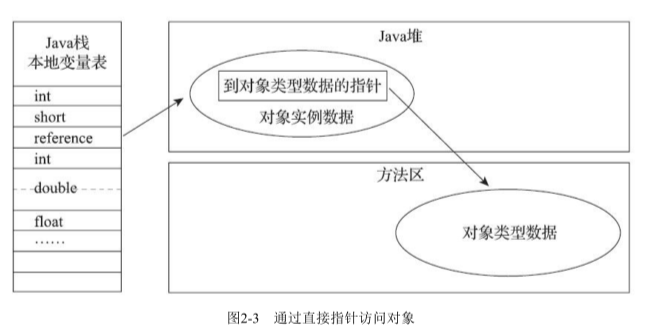 Java栈
本地变量表
int
short
reference
int
double
float
……
Java堆
到对象类型数据的指针
对象实例数据
方法区
对象类型数据
图2-3 通过直接指针访问对象